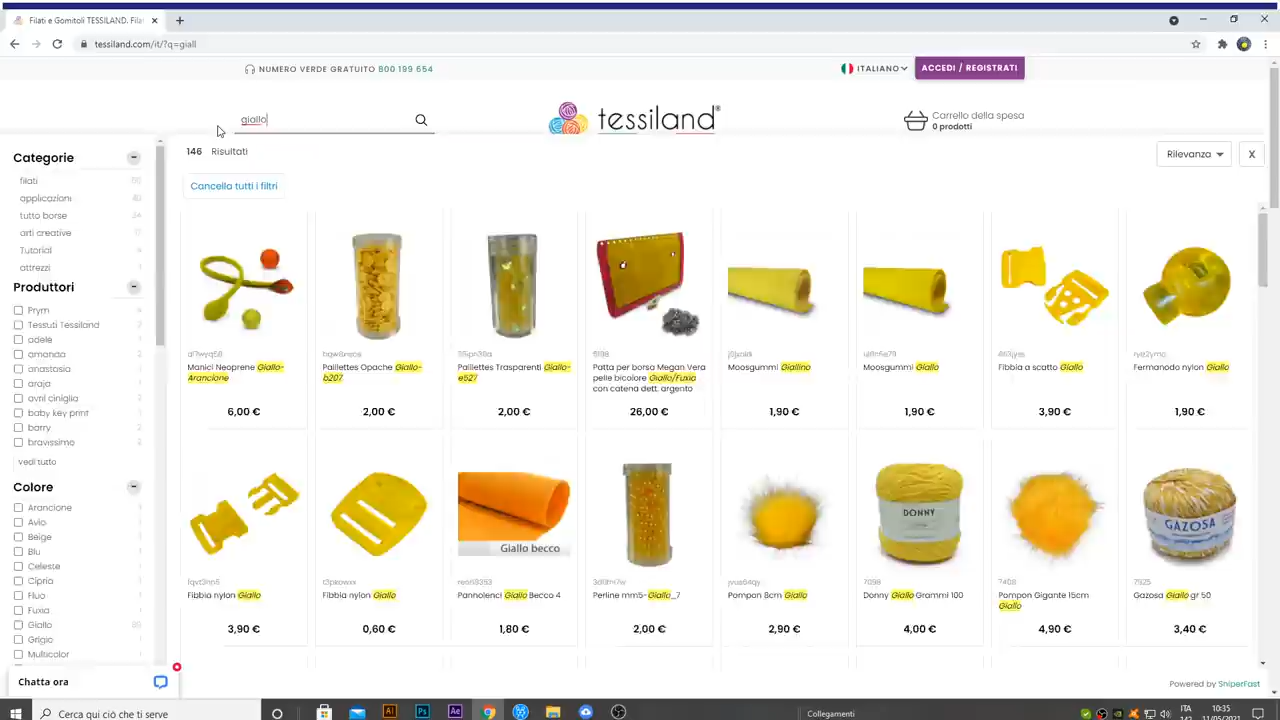 Filati e Gomitoli TESSILAND. Fila
tessiland.com/it/?q=giall
NUMERO VERDE GRATUITO 800 199 654
ITALIANO
ACCEDI / REGISTRATI
giallo
tessiland®
Carrello della spesa
0 prodotti
146 Risultati
Rilevanza
X
Cancella tutti i filtri
Categorie
filati
applicazioni
tutto borse
arti creative
Tutorial
attrezzi
Produttori
Prym
Tessuti Tessiland
adele
amanda
anastasia
araja
avril ciniglia
baby key print
barry
bravissimo
vedi tutto
Colore
Arancione
Avio
Beige
Blu
Celeste
Cipria
Fluo
Fuxia
Giallo
Grigio
Multicolor
Manici Neoprene Giallo-
Arancione
6,00 €
Paillettes Opache Giallo-
b207
2,00 €
Paillettes Trasparenti Giallo-
e527
2,00 €
Patta per borsa Megan Vera
pelle bicolore Giallo/Fuxia
con catena dett. argento
26,00 €
Moosgummi Giallino
1,90 €
Moosgummi Giallo
1,90 €
Fibbia a scatto Giallo
3,90 €
Fermanodo nylon Giallo
1,90 €
Fibbia nylon Giallo
3,90 €
Fibbia nylon Giallo
0,60 €
Giallo becco
Pannolenci Giallo Becco 4
1,80 €
Perline mm5-Giallo_7
2,00 €
Pompon 8cm Giallo
2,90 €
DONNY
7098
Donny Giallo Grammi 100
4,00 €
Pompon Gigante 15cm
Giallo
4,90 €
GAZOSA
7925
Gazosa Giallo gr 50
3,40 €
Chatta ora
Powered by SniperFast
Cerca qui ciò che ti serve
Ai
Ps
Ae
Collegamenti
ITA
10:35
11/05/2021